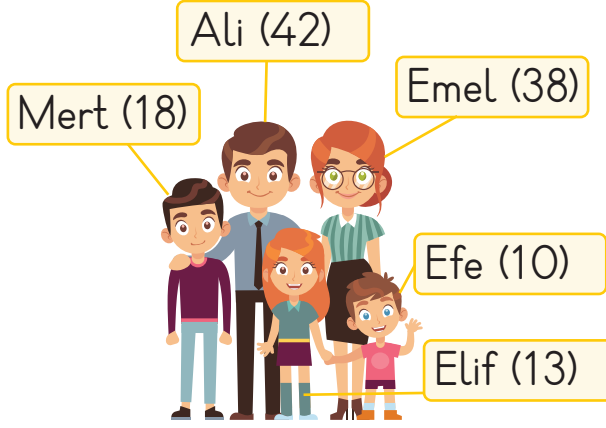 Ali (42)
Emel (38)
Mert (18)
Efe (10)
Elif (13)